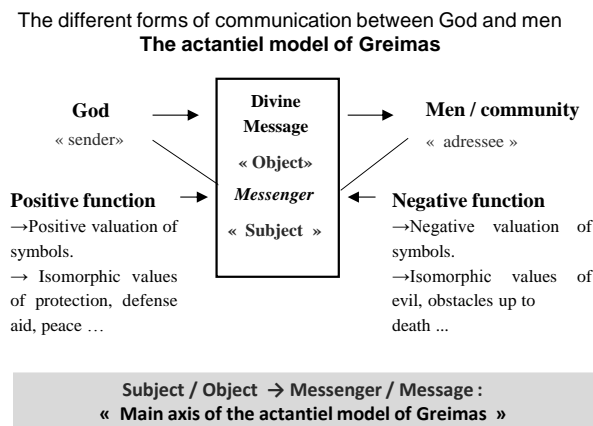 The different forms of communication between God and men
The actantiel model of Greimas
God
« sender»
Divine
Message
« Object»
Messenger
« Subject »
Men / community
« adressee »
Positive function
→Positive valuation of
symbols.
→ Isomorphic values
of protection, defense
aid, peace …
Negative function
→Negative valuation of
symbols.
→Isomorphic values of
evil, obstacles up to
death ...
Subject / Object → Messenger / Message :
« Main axis of the actantiel model of Greimas »